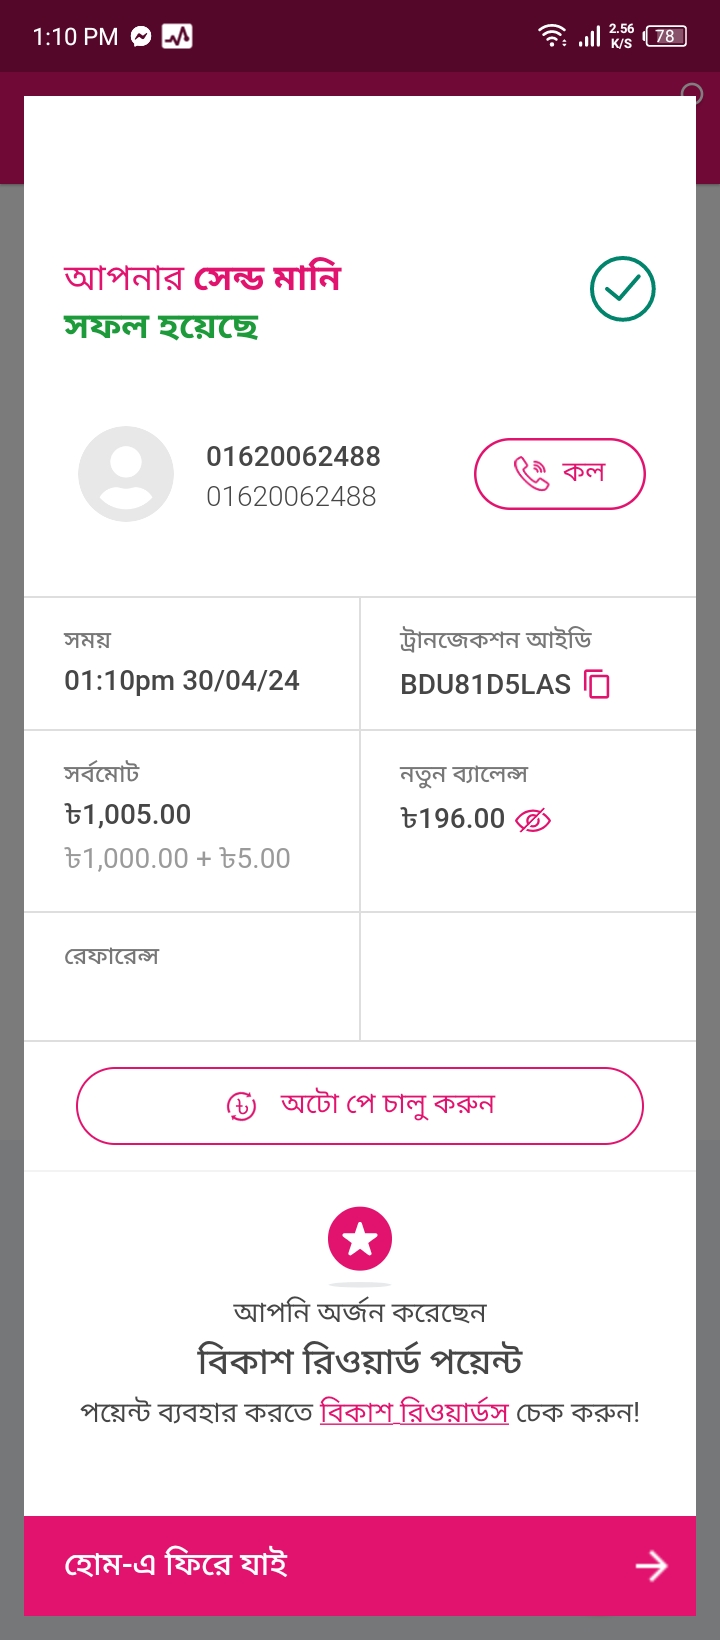 1:10 PM 2.56 K/S 78
আপনার সেন্ড মানি
সফল হয়েছে
01620062488
01620062488
কল
সময়
01:10pm 30/04/24
ট্রানজেকশন আইডি
BDU81D5LAS
সর্বমোট
৳1,005.00
৳1,000.00 + ৳5.00
নতুন ব্যালেন্স
৳196.00
রেফারেন্স
অটো পে চালু করুন
আপনি অর্জন করেছেন
বিকাশ রিওয়ার্ড পয়েন্ট
পয়েন্ট ব্যবহার করতে বিকাশ রিওয়ার্ডস চেক করুন!
হোম-এ ফিরে যাই